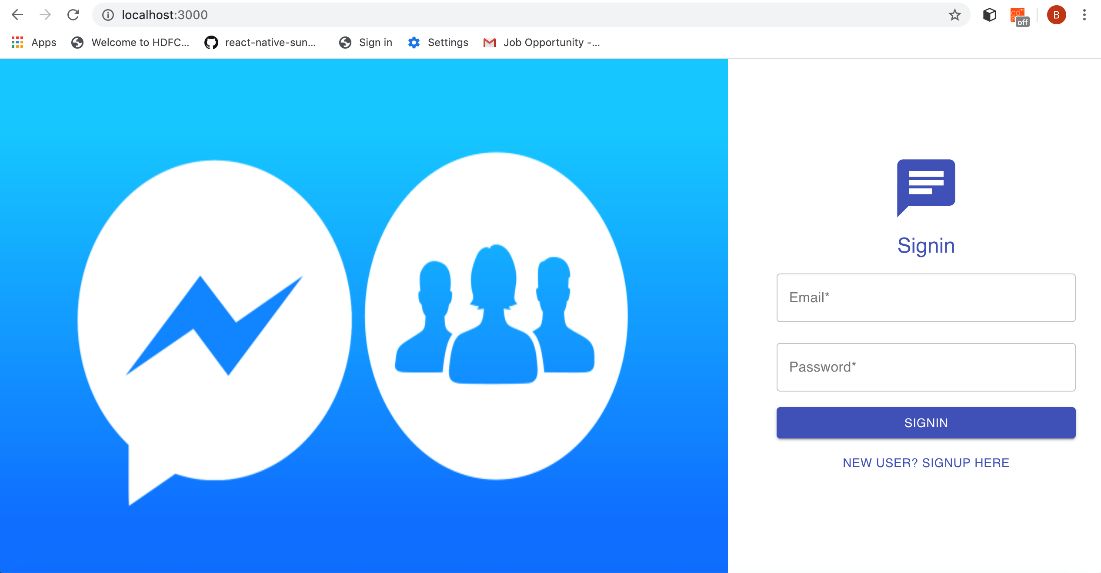 localhost:3000
off
B
Apps
Welcome to HDFC...
react-native-sun...
Sign in
Settings
Job Opportunity -...
Signin
Email*
Password*
SIGNIN
NEW USER? SIGNUP HERE